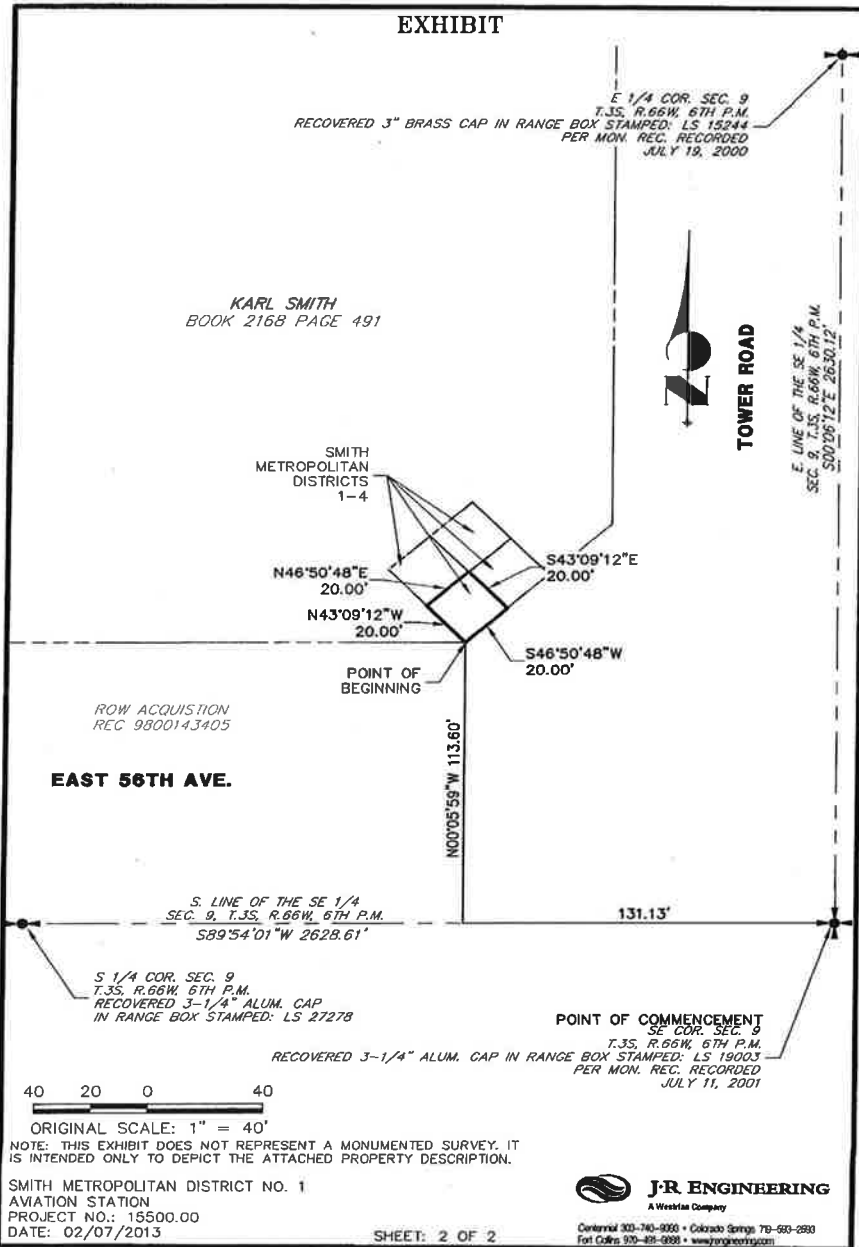 EXHIBIT
E 1/4 COR. SEC. 9
T.3S, R.66W, 6TH P.M.
RECOVERED 3" BRASS CAP IN RANGE BOX STAMPED: LS 15244
PER MON. REC. RECORDED
JULY 19, 2000
KARL SMITH
BOOK 2168 PAGE 491
N
TOWER ROAD
E. LINE OF THE SE 1/4
SEC. 9, T.3S, R.66W, 6TH P.M.
S00°06'12"E 2630.12'
SMITH
METROPOLITAN
DISTRICTS
1-4
N46°50'48"E
20.00'
S43°09'12"E
20.00'
N43°09'12"W
20.00'
S46°50'48"W
20.00'
POINT OF
BEGINNING
ROW ACQUISTION
REC 9800143405
EAST 56TH AVE.
N00°05'59"W 113.60'
S. LINE OF THE SE 1/4
SEC. 9, T.3S, R.66W, 6TH P.M.
S89°54'01"W 2628.61'
131.13'
S 1/4 COR. SEC. 9
T.3S, R.66W, 6TH P.M.
RECOVERED 3-1/4" ALUM. CAP
IN RANGE BOX STAMPED: LS 27278
POINT OF COMMENCEMENT
SE COR. SEC. 9
T.3S, R.66W, 6TH P.M.
RECOVERED 3-1/4" ALUM. CAP IN RANGE BOX STAMPED: LS 19003
PER MON. REC. RECORDED
JULY 11, 2001
40 20 0 40
ORIGINAL SCALE: 1" = 40'
NOTE: THIS EXHIBIT DOES NOT REPRESENT A MONUMENTED SURVEY. IT
IS INTENDED ONLY TO DEPICT THE ATTACHED PROPERTY DESCRIPTION.
SMITH METROPOLITAN DISTRICT NO. 1
AVIATION STATION
PROJECT NO.: 15500.00
DATE: 02/07/2013
SHEET: 2 OF 2
J·R ENGINEERING
A Westrian Company
Centennial 303-740-9393 • Colorado Springs 719-593-2593
Fort Collins 970-491-9888 • www.jrengineering.com